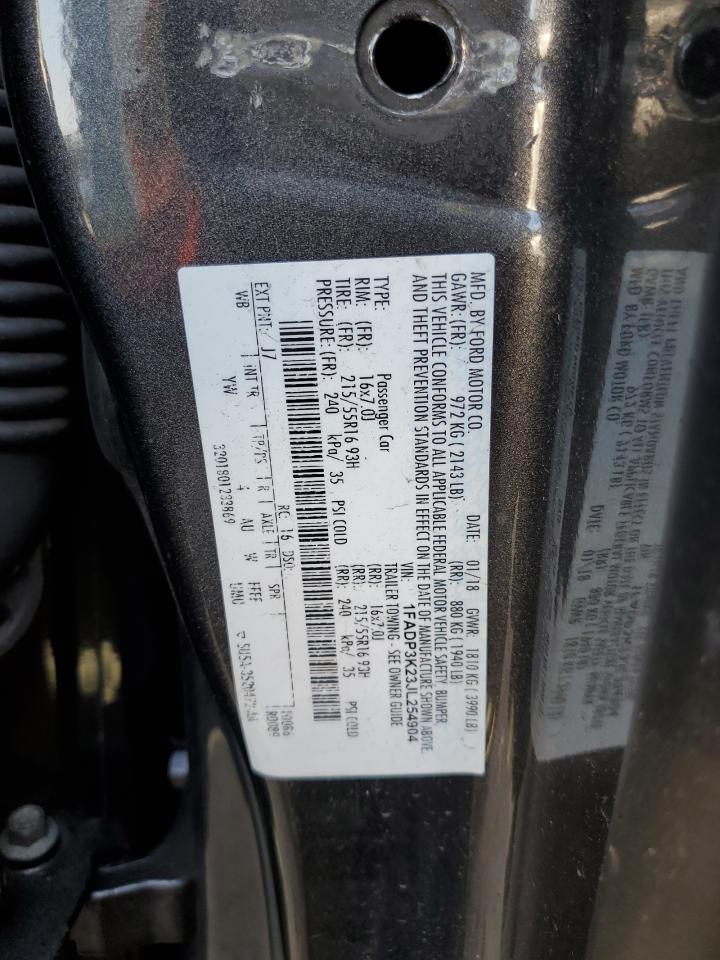 MFD. BY FORD MOTOR CO.
DATE: 01/18 GVWR: 1810 KG ( 3990 LB)
GAWR: (FR): 972 KG ( 2143 LB) (RR): 880 KG ( 1940 LB)
THIS VEHICLE CONFORMS TO ALL APPLICABLE FEDERAL MOTOR VEHICLE SAFETY, BUMPER,
AND THEFT PREVENTION STANDARDS IN EFFECT ON THE DATE OF MANUFACTURE SHOWN ABOVE.
VIN: 1FADP3K23JL254904
TYPE: Passenger Car TRAILER TOWING - SEE OWNER GUIDE
RIM: (FR): 16x7.0J (RR): 16x7.0J
TIRE: (FR): 215/55R16 93H (RR): 215/55R16 93H
PRESSURE: (FR): 240 kPa/ 35 PSI COLD (RR): 240 kPa/ 35 PSI COLD
RC: 16 DSO:
EXT PNT: J7
INT TR TP/PS R AXLE TR SPR
WB YW 4 AU W
3201801232869